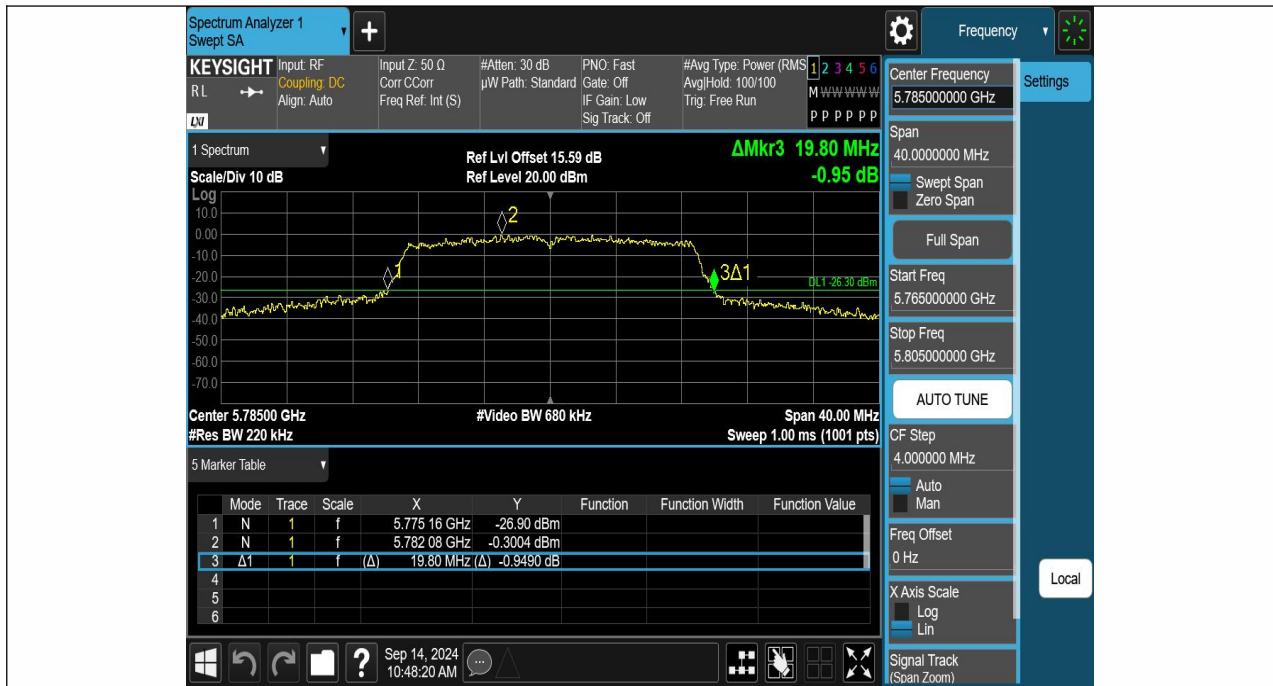 Spectrum Analyzer 1
Swept SA
+
Frequency
KEYSIGHT
RL
LXI
Input: RF
Coupling: DC
Align: Auto
Input Z: 50 Ω
Corr CCorr
Freq Ref: Int (S)
#Atten: 30 dB
µW Path: Standard
PNO: Fast
Gate: Off
IF Gain: Low
Sig Track: Off
#Avg Type: Power (RMS
Avg|Hold: 100/100
Trig: Free Run
1 2 3 4 5 6
M W W W W W
P P P P P P
1 Spectrum
Scale/Div 10 dB
Ref Lvl Offset 15.59 dB
Ref Level 20.00 dBm
ΔMkr3 19.80 MHz
-0.95 dB
Log
10.0
0.00
-10.0
-20.0
-30.0
-40.0
-50.0
-60.0
-70.0
1
2
3Δ1
DL1 -26.30 dBm
Center 5.78500 GHz
#Video BW 680 kHz
Span 40.00 MHz
#Res BW 220 kHz
Sweep 1.00 ms (1001 pts)
5 Marker Table
Mode Trace Scale X Y Function Function Width Function Value
1 N 1 f 5.775 16 GHz -26.90 dBm
2 N 1 f 5.782 08 GHz -0.3004 dBm
3 Δ1 1 f (Δ) 19.80 MHz (Δ) -0.9490 dB
4
5
6
?
Sep 14, 2024
10:48:20 AM
Center Frequency
5.785000000 GHz
Settings
Span
40.0000000 MHz
Swept Span
Zero Span
Full Span
Start Freq
5.765000000 GHz
Stop Freq
5.805000000 GHz
AUTO TUNE
CF Step
4.000000 MHz
Auto
Man
Freq Offset
0 Hz
Local
X Axis Scale
Log
Lin
Signal Track
(Span Zoom)